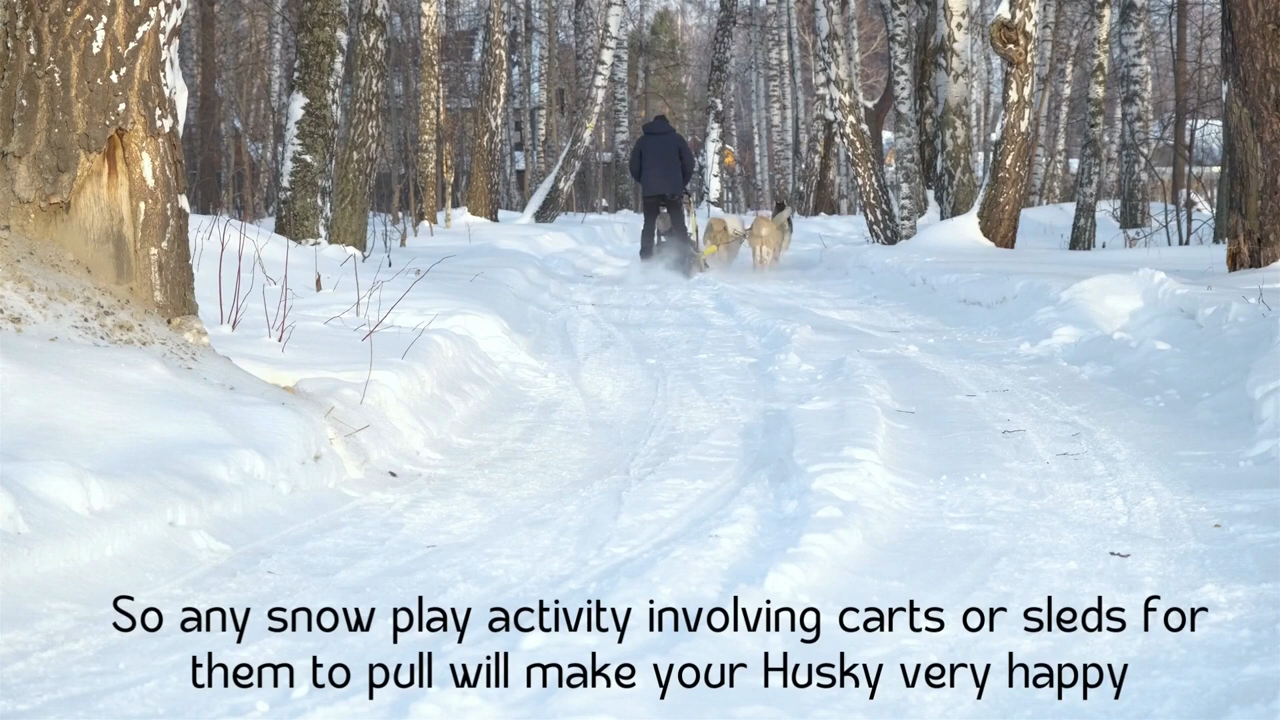 So any snow play activity involving carts or sleds for
them to pull will make your Husky very happy